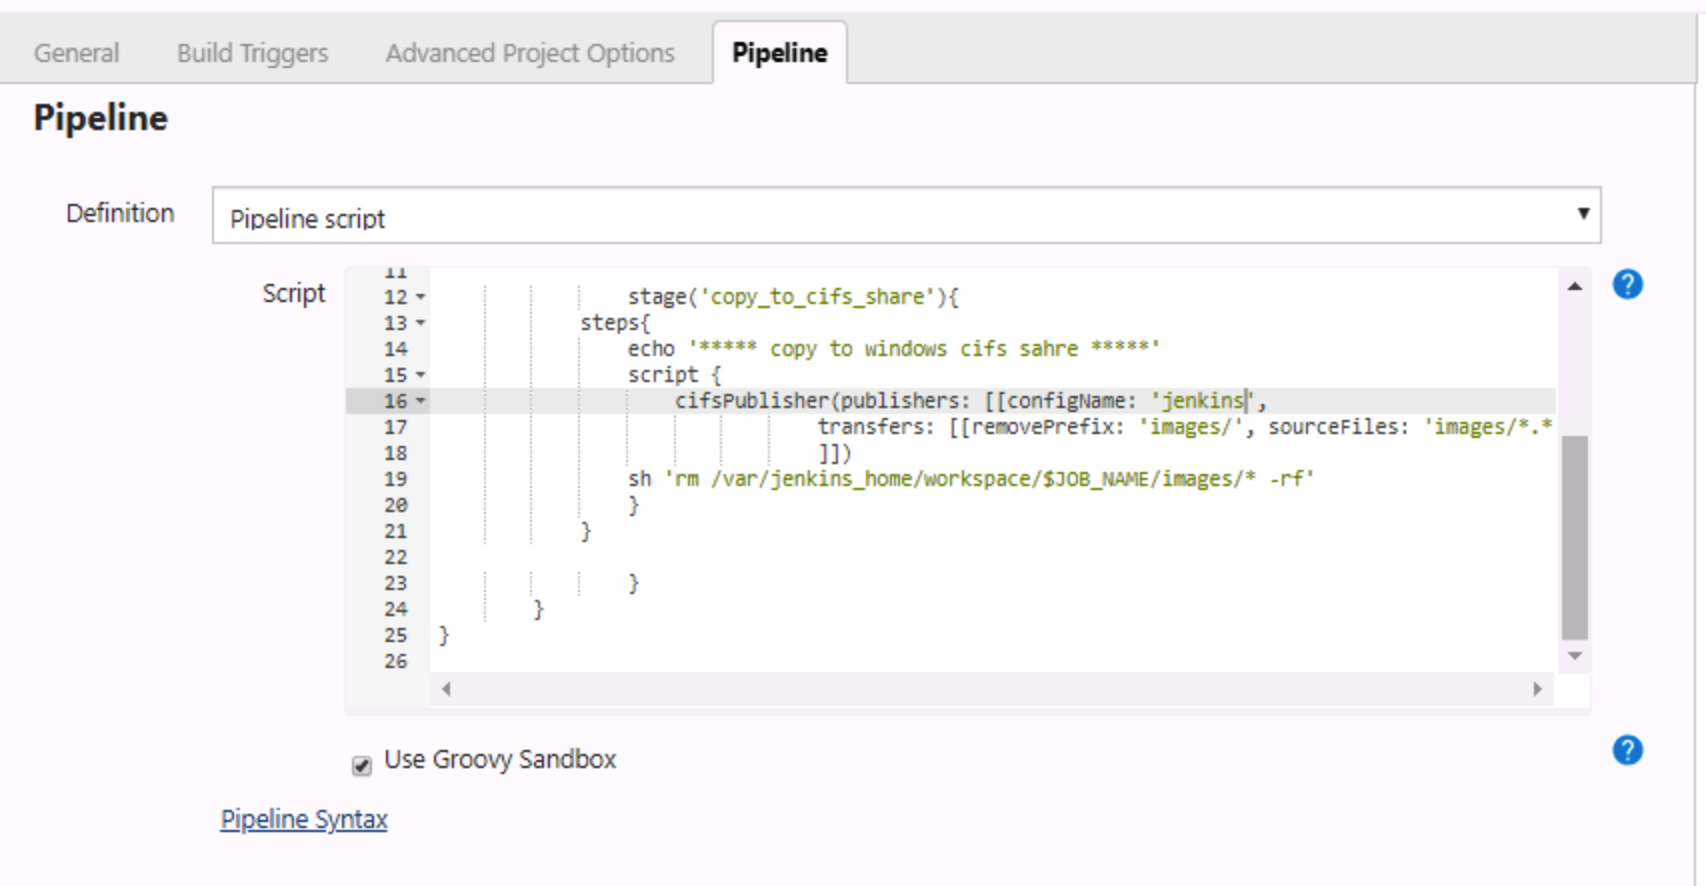 General Build Triggers Advanced Project Options Pipeline
Pipeline
Definition Pipeline script
Script
11
12 stage('copy_to_cifs_share'){
13 steps{
14 echo '***** copy to windows cifs sahre *****'
15 script {
16 cifsPublisher(publishers: [[configName: 'jenkins',
17 transfers: [[removePrefix: 'images/', sourceFiles: 'images/*.*
18 ]])
19 sh 'rm /var/jenkins_home/workspace/$JOB_NAME/images/* -rf'
20 }
21 }
22
23 }
24 }
25 }
26
Use Groovy Sandbox
Pipeline Syntax